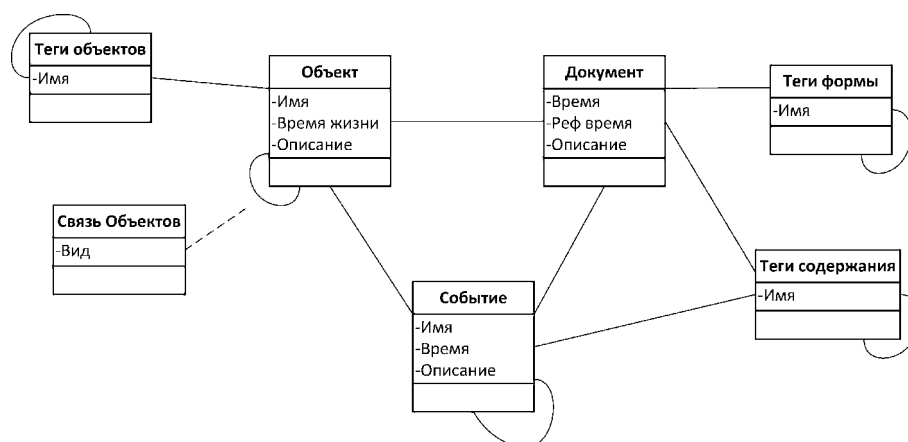 Теги объектов
-Имя
Объект
-Имя
-Время жизни
-Описание
Документ
-Время
-Реф время
-Описание
Теги формы
-Имя
Связь Объектов
-Вид
Событие
-Имя
-Время
-Описание
Теги содержания
-Имя